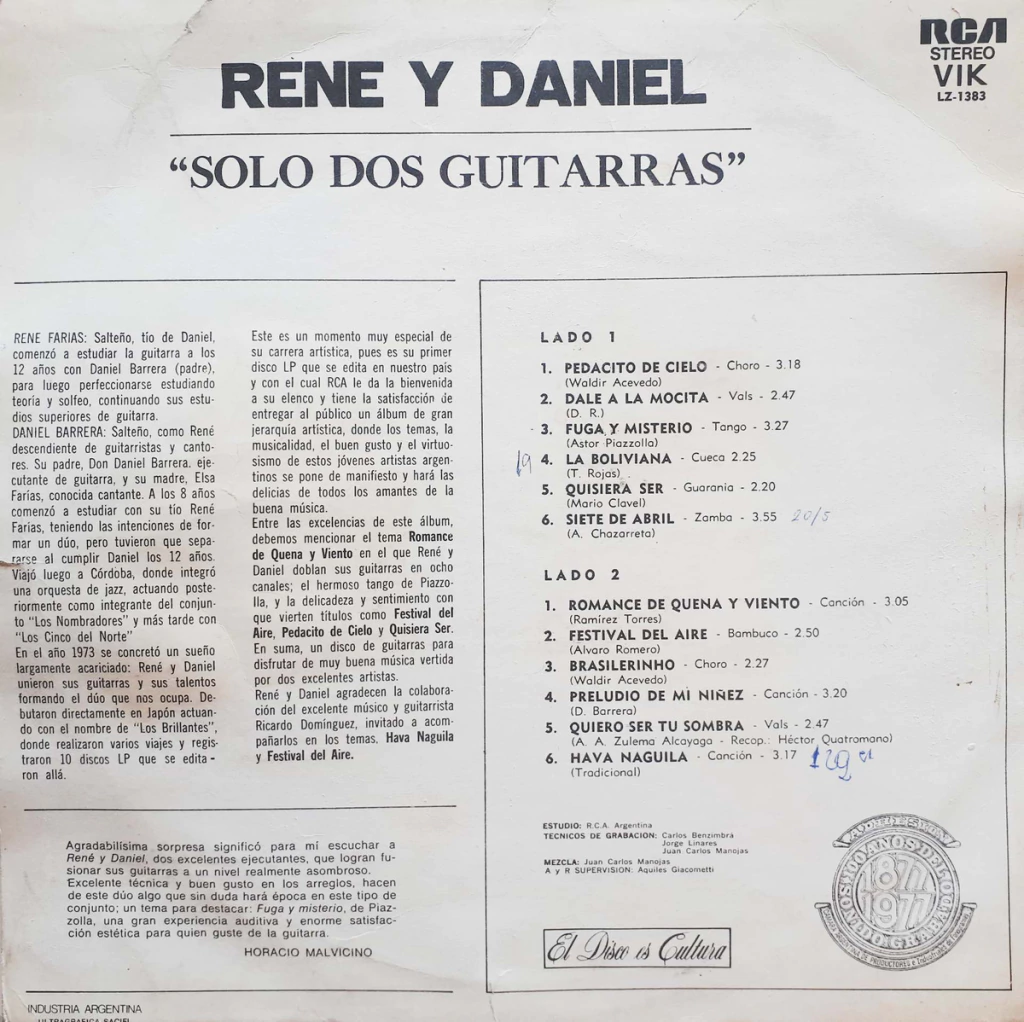 RCA
STEREO
VIK
LZ-1383
RENE Y DANIEL
“SOLO DOS GUITARRAS”
RENE FARIAS: Salteño, tío de Daniel,
comenzó a estudiar la guitarra a los
12 años con Daniel Barrera (padre),
para luego perfeccionarse estudiando
teoría y solfeo, continuando sus estu-
dios superiores de guitarra.
DANIEL BARRERA: Salteño, como René
descendiente de guitarristas y canto-
res. Su padre, Don Daniel Barrera. eje-
cutante de guitarra, y su madre, Elsa
Farías, conocida cantante. A los 8 años
comenzó a estudiar con su tío René
Farias, teniendo las intenciones de for-
mar un dúo, pero tuvieron que sepa-
rarse al cumplir Daniel los 12 años.
Viajó luego a Córdoba, donde integró
una orquesta de jazz, actuando poste-
riormente como integrante del conjun-
to “Los Nombradores” y más tarde con
“Los Cinco del Norte”
En el año 1973 se concretó un sueño
largamente acariciado: René y Daniel
unieron sus guitarras y sus talentos
formando el dúo que nos ocupa. De-
butaron directamente en Japón actuan-
do con el nombre de “Los Brillantes”,
donde realizaron varios viajes y regis-
traron 10 discos LP que se edita-
ron allá.
Este es un momento muy especial de
su carrera artística, pues es su primer
disco LP que se edita en nuestro país
y con el cual RCA le da la bienvenida
a su elenco y tiene la satisfacción de
entregar al público un álbum de gran
jerarquía artística, donde los temas, la
musicalidad, el buen gusto y el virtuo-
sismo de estos jóvenes artistas argen-
tinos se pone de manifiesto y hará las
delicias de todos los amantes de la
buena música.
Entre las excelencias de este álbum,
debemos mencionar el tema Romance
de Quena y Viento en el que René y
Daniel doblan sus guitarras en ocho
canales; el hermoso tango de Piazzo-
lla, y la delicadeza y sentimiento con
que vierten títulos como Festival del
Aire, Pedacito de Cielo y Quisiera Ser.
En suma, un disco de guitarras para
disfrutar de muy buena música vertida
por dos excelentes artistas.
René y Daniel agradecen la colabora-
ción del excelente músico y guitarrista
Ricardo Domínguez, invitado a acom-
pañarlos en los temas, Hava Naguila
y Festival del Aire.
Agradabilísima sorpresa significó para mí escuchar a
René y Daniel, dos excelentes ejecutantes, que logran fu-
sionar sus guitarras a un nivel realmente asombroso.
Excelente técnica y buen gusto en los arreglos, hacen
de este dúo algo que sin duda hará época en este tipo de
conjunto; un tema para destacar: Fuga y misterio, de Piaz-
zolla, una gran experiencia auditiva y enorme satisfac-
ción estética para quien guste de la guitarra.
HORACIO MALVICINO
INDUSTRIA ARGENTINA
ULTRAGRAFICA SACIEL
LADO 1
1. PEDACITO DE CIELO - Choro - 3.18
(Waldir Acevedo)
2. DALE A LA MOCITA - Vals - 2.47
(D. R.)
3. FUGA Y MISTERIO - Tango - 3.27
(Astor Piazzolla)
19 4. LA BOLIVIANA - Cueca 2.25
(T. Rojas)
5. QUISIERA SER - Guarania - 2.20
(Mario Clavel)
6. SIETE DE ABRIL - Zamba - 3.55 20/5
(A. Chazarreta)
LADO 2
1. ROMANCE DE QUENA Y VIENTO - Canción - 3.05
(Ramírez Torres)
2. FESTIVAL DEL AIRE - Bambuco - 2.50
(Alvaro Romero)
3. BRASILERINHO - Choro - 2.27
(Waldir Acevedo)
4. PRELUDIO DE MI NIÑEZ - Canción - 3.20
(D. Barrera)
5. QUIERO SER TU SOMBRA - Vals - 2.47
(A. A. Zulema Alcayaga - Recop.: Héctor Quatromano)
6. HAVA NAGUILA - Canción - 3.17
(Tradicional)
ESTUDIO: R.C.A. Argentina
TECNICOS DE GRABACION: Carlos Benzimbra
Jorge Linares
Juan Carlos Manojas
MEZCLA: Juan Carlos Manojas
A y R SUPERVISION: Aquiles Giacometti
El Disco es Cultura
1877
1977